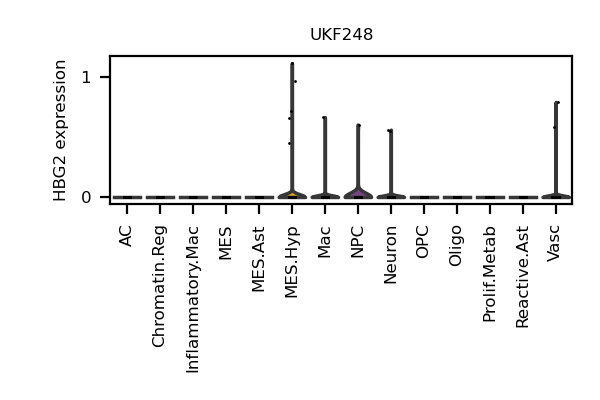 UKF248
HBG2 expression
1
0
AC
Chromatin.Reg
Inflammatory.Mac
MES
MES.Ast
MES.Hyp
Mac
NPC
Neuron
OPC
Oligo
Prolif.Metab
Reactive.Ast
Vasc